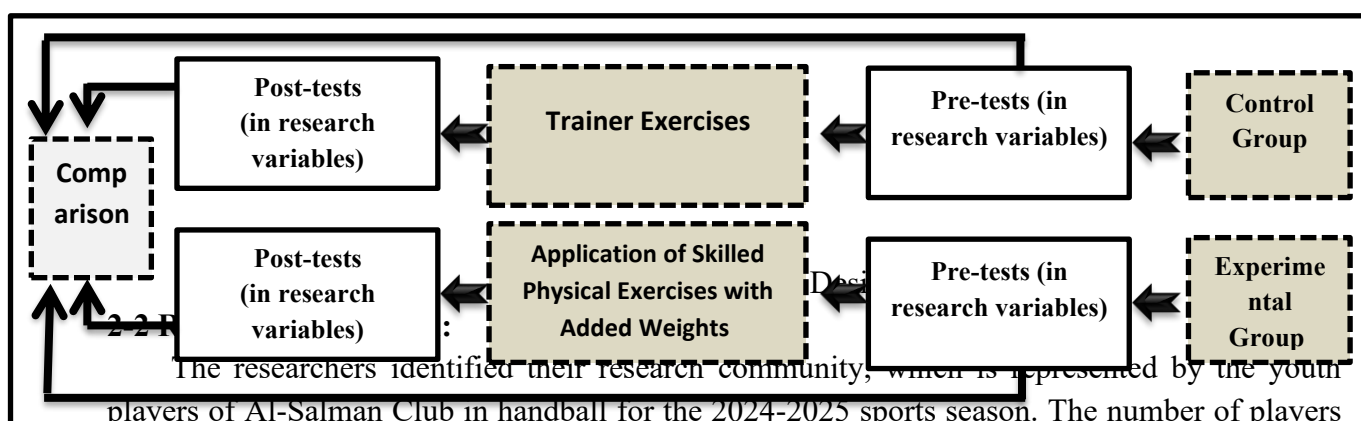 Post-tests
(in research
variables)
Trainer Exercises
Pre-tests (in
research variables)
Control
Group
Comp
arison
Post-tests
(in research
variables)
Application of Skilled
Physical Exercises with
Added Weights
Pre-tests (in
research variables)
Experime
ntal
Group
2-2 :
The researchers identified their research community, which is represented by the youth
players of Al-Salman Club in handball for the 2024-2025 sports season. The number of players